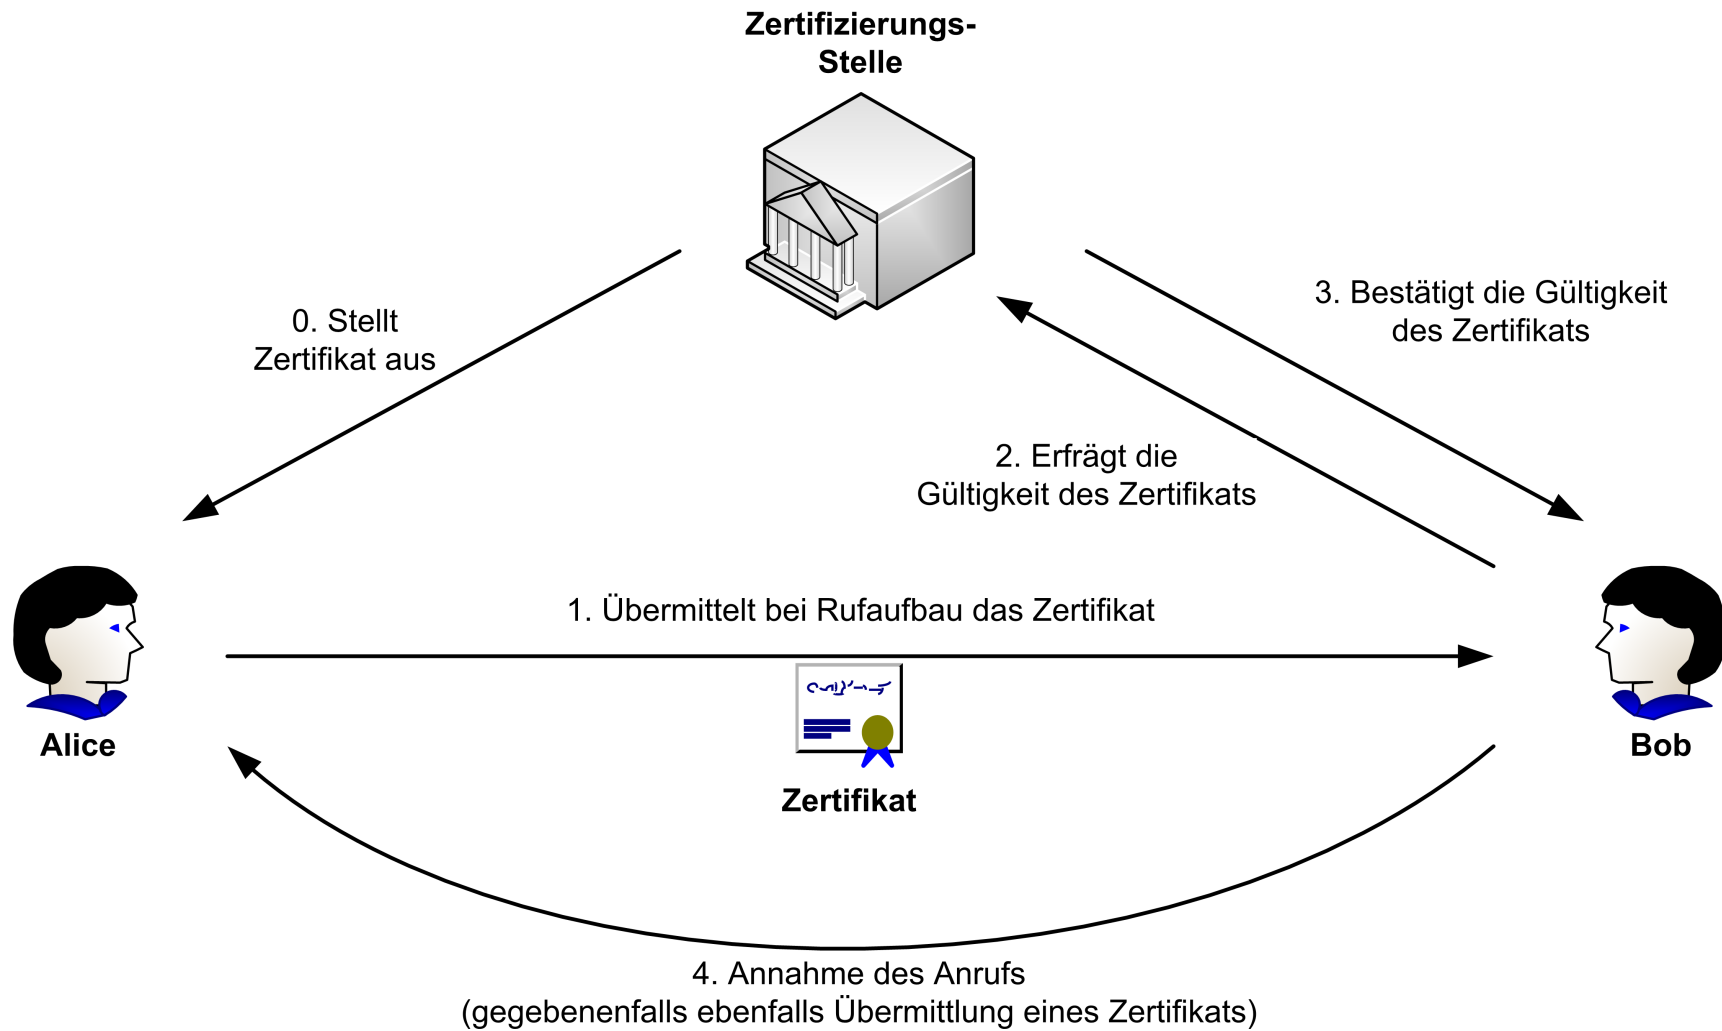 Zertifizierungs-
Stelle
0. Stellt
Zertifikat aus
3. Bestätigt die Gültigkeit
des Zertifikats
2. Erfrägt die
Gültigkeit des Zertifikats
1. Übermittelt bei Rufaufbau das Zertifikat
Alice
Bob
Zertifikat
4. Annahme des Anrufs
(gegebenenfalls ebenfalls Übermittlung eines Zertifikats)